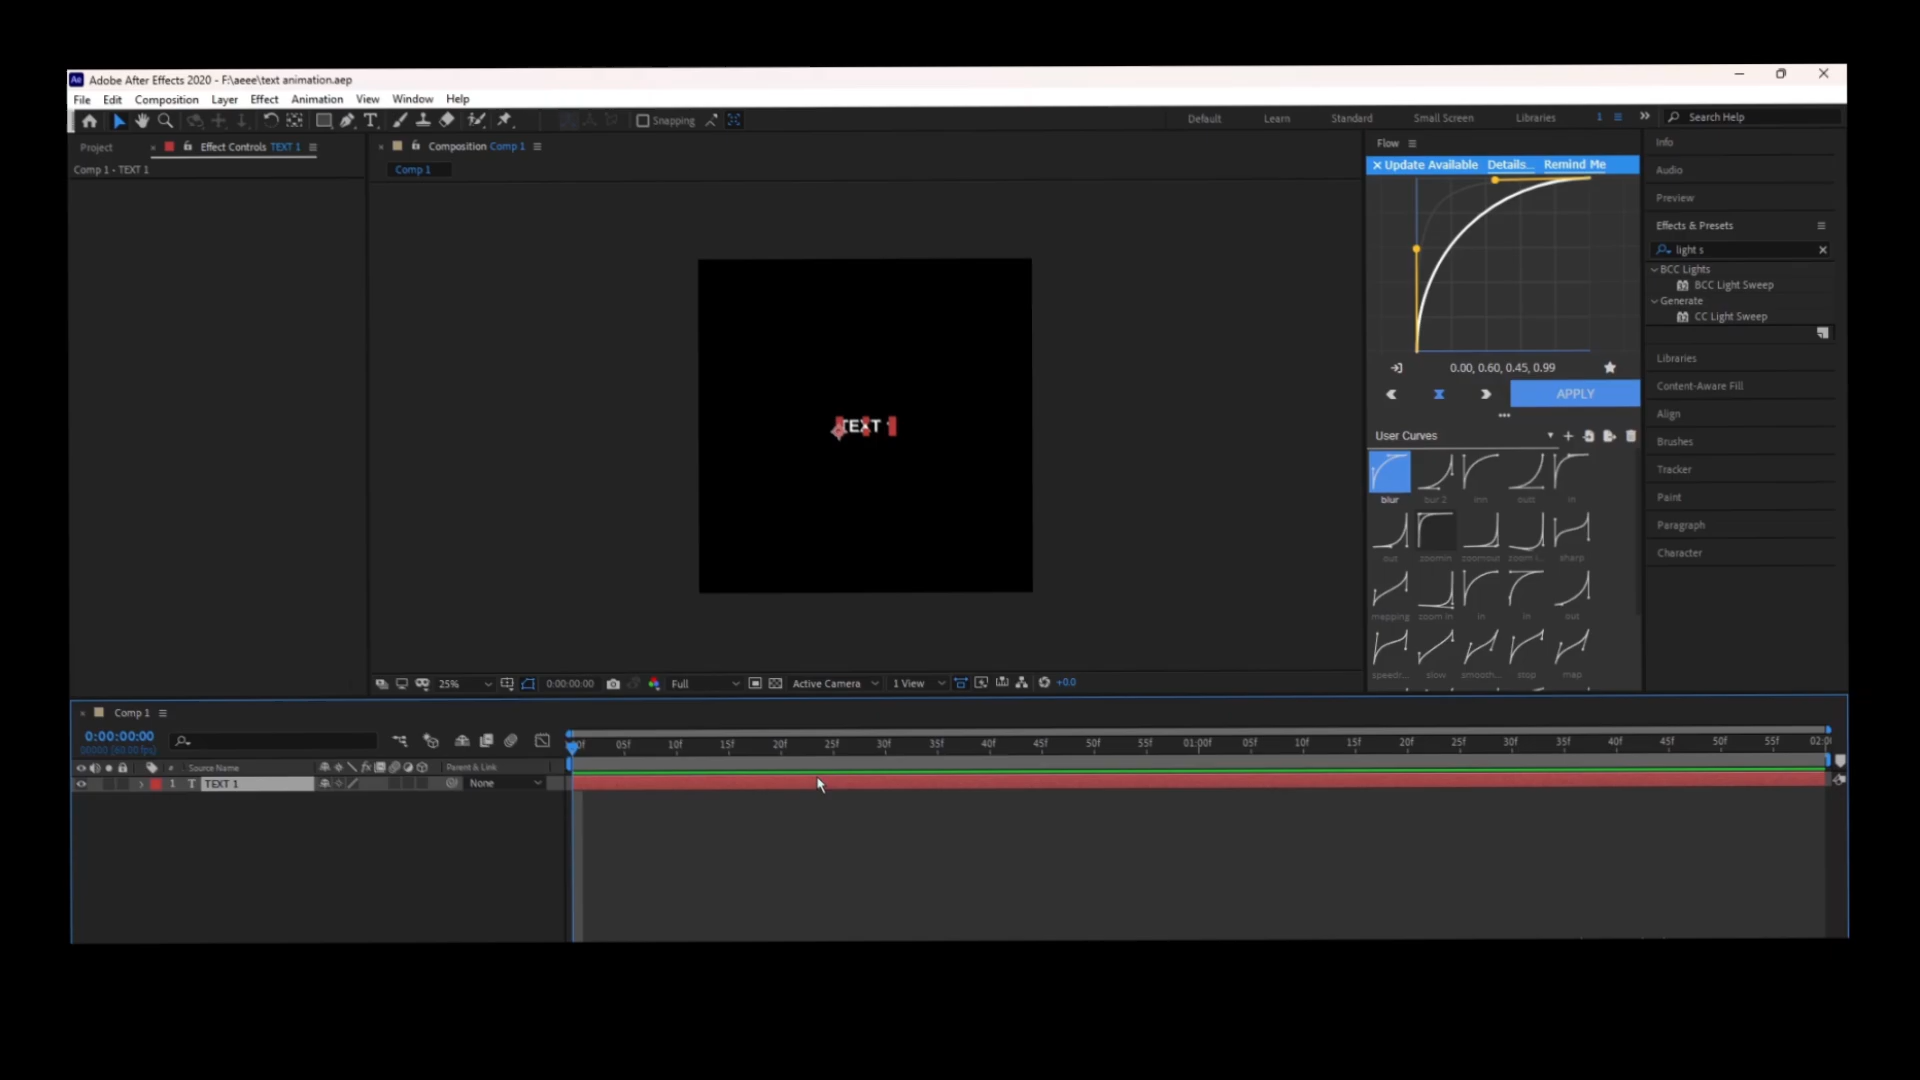 Ae Adobe After Effects 2020 - F:\aeee\text animation.aep
File Edit Composition Layer Effect Animation View Window Help
Snapping Default Learn Standard Small Screen Libraries 1 Search Help
Project Effect Controls TEXT 1
Comp 1 • TEXT 1
Composition Comp 1
Comp 1
TEXT
25% 0:00:00:00 Full Active Camera 1 View +0.0
Flow
Update Available Details... Remind Me
0.00, 0.60, 0.45, 0.99
APPLY
User Curves
blur bur 2 inn outt in
out zoomin zoomout zoom i... sharp
mepping zoom in in in out
speedr... slow smooth... stop map
Info
Audio
Preview
Effects & Presets
light s
BCC Lights
BCC Light Sweep
Generate
CC Light Sweep
Libraries
Content-Aware Fill
Align
Brushes
Tracker
Paint
Paragraph
Character
Comp 1
0:00:00:00
00000 (60.00 fps)
05f 10f 15f 20f 25f 30f 35f 40f 45f 50f 55f 01:00f 05f 10f 15f 20f 25f 30f 35f 40f 45f 50f 55f
# Source Name fx Parent & Link
1 T TEXT 1 None